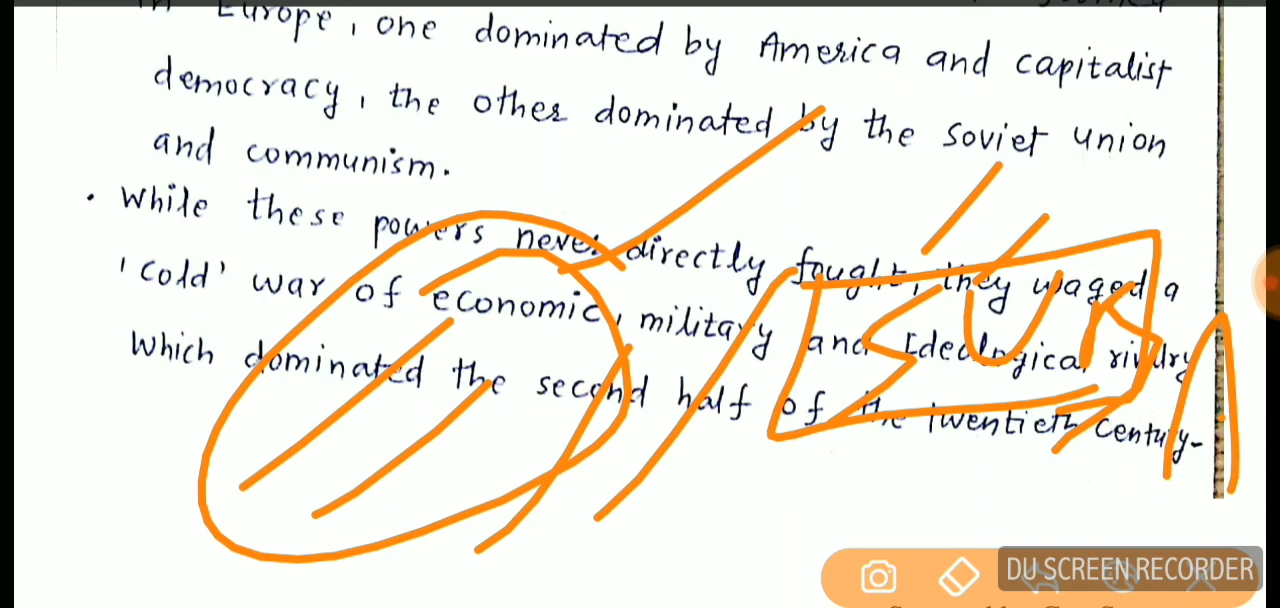 in Europe, one dominated by America and capitalist
democracy, the other dominated by the soviet union
and communism.
• While these powers never directly fought, they waged a
'cold' war of economic, military and Ideological rivalry
which dominated the second half of the twentieth century-
DU SCREEN RECORDER